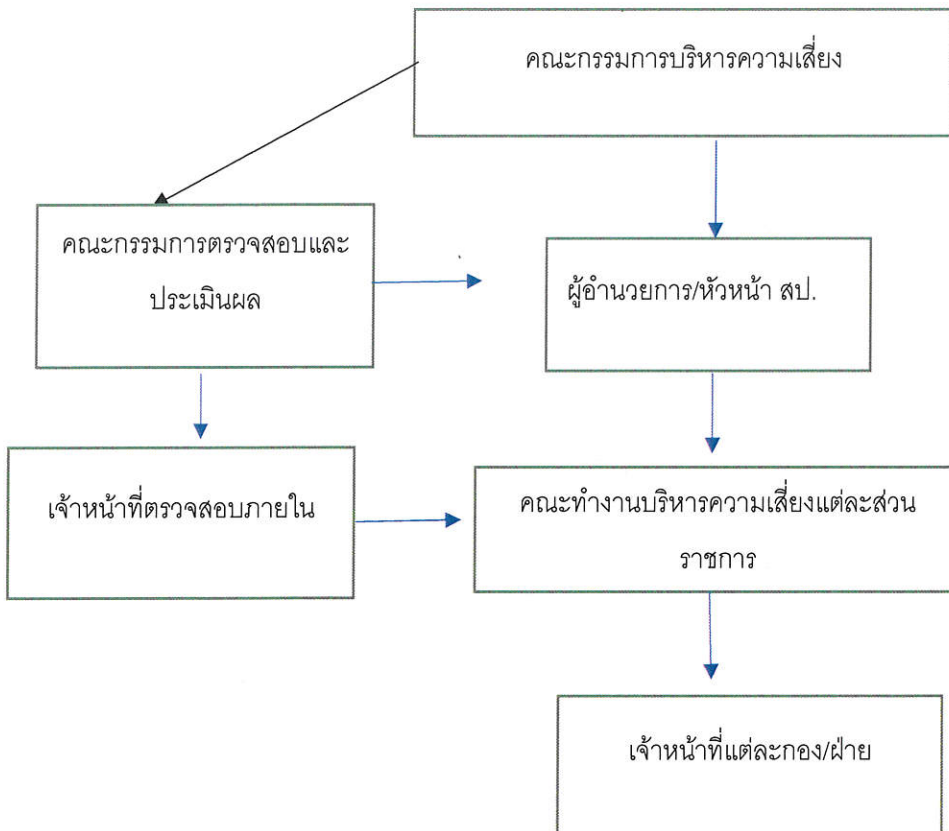 คณะกรรมการบริหารความเสี่ยง
คณะกรรมการตรวจสอบและ
ประเมินผล
ผู้อำนวยการ/หัวหน้า สป.
เจ้าหน้าที่ตรวจสอบภายใน
คณะทำงานบริหารความเสี่ยงแต่ละส่วน
ราชการ
เจ้าหน้าที่แต่ละกอง/ฝ่าย